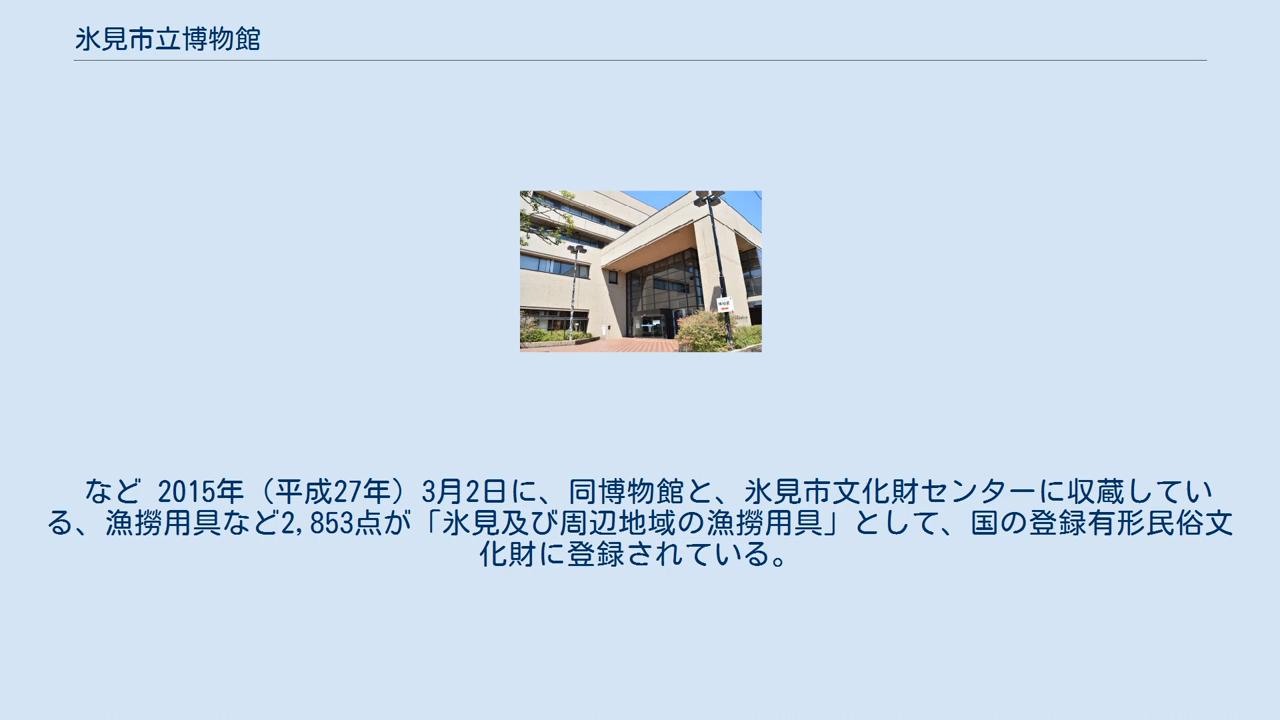 氷見市立博物館
など 2015年（平成27年）3月2日に、同博物館と、氷見市文化財センターに収蔵してい
る、漁撈用具など2,853点が「氷見及び周辺地域の漁撈用具」として、国の登録有形民俗文
化財に登録されている。